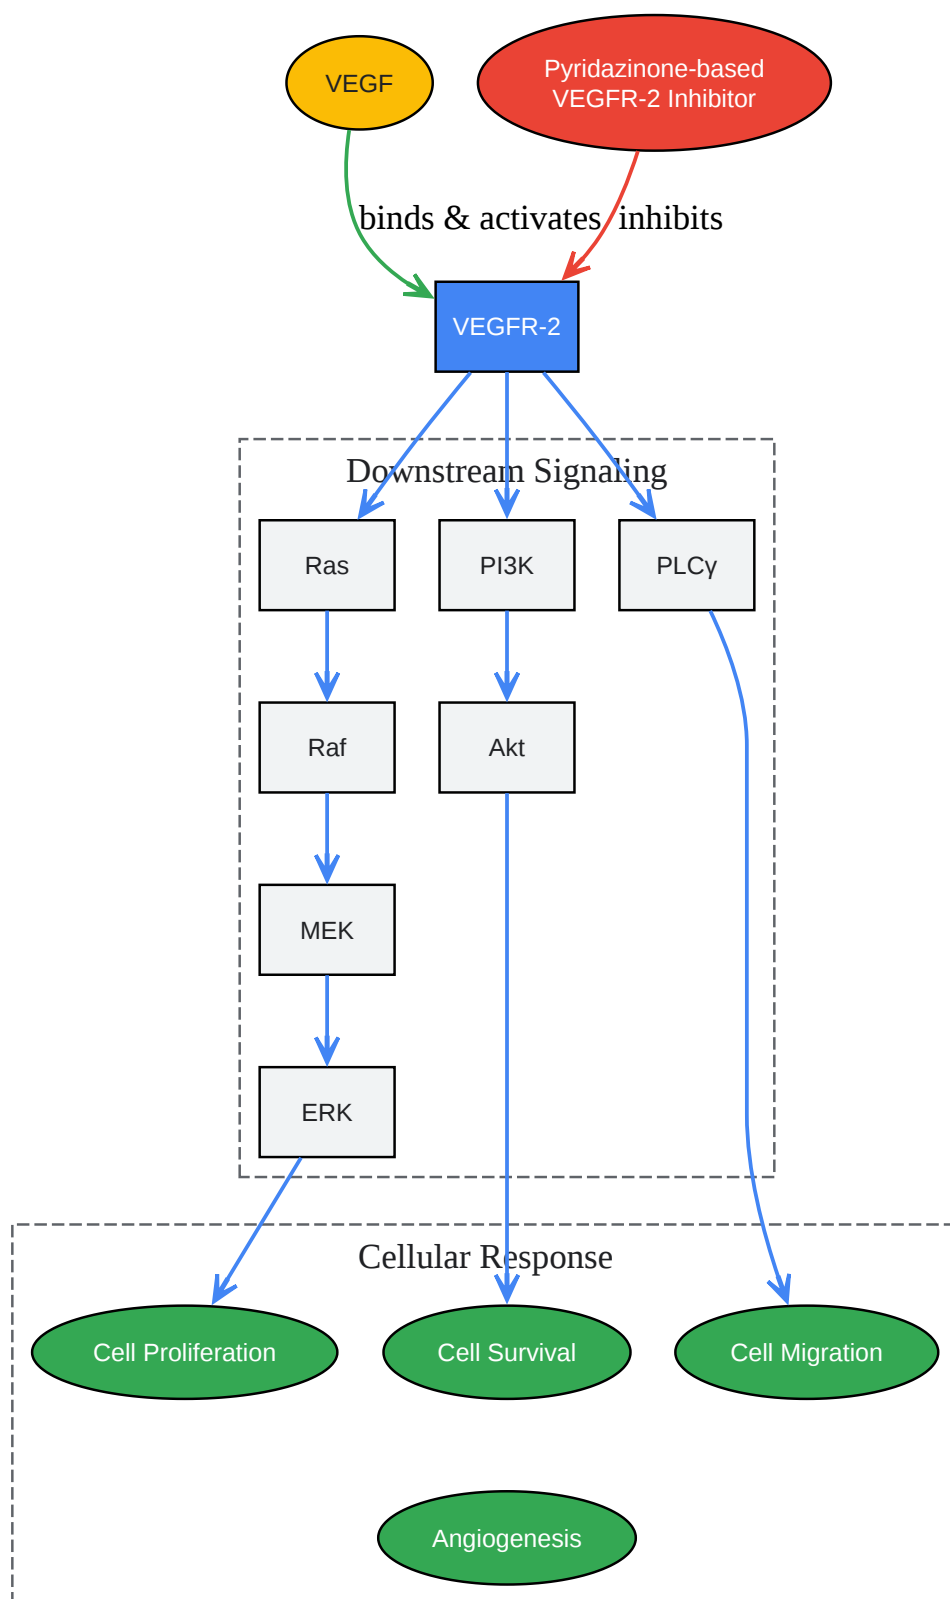 VEGF
Pyridazinone-based
VEGFR-2 Inhibitor
binds & activates
inhibits
VEGFR-2
Downstream Signaling
Ras
PI3K
PLCγ
Raf
Akt
MEK
ERK
Cellular Response
Cell Proliferation
Cell Survival
Cell Migration
Angiogenesis